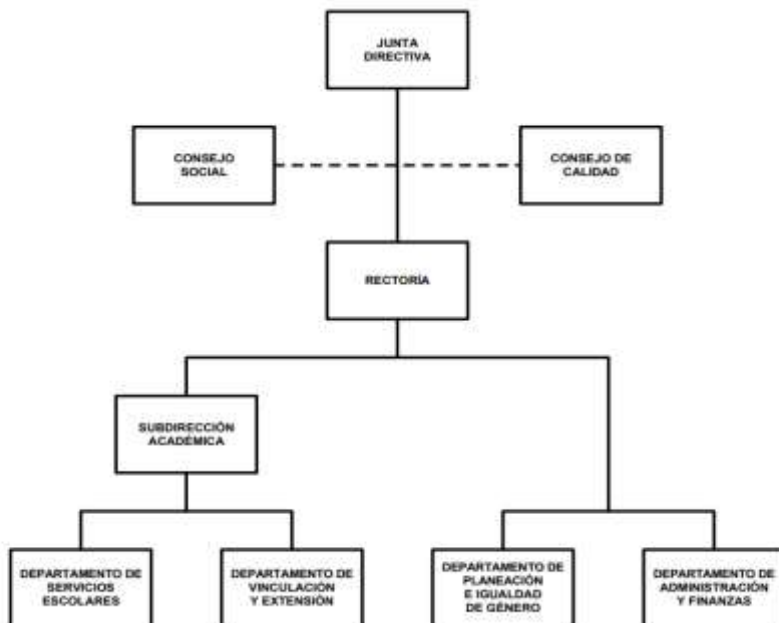 JUNTA
DIRECTIVA
CONSEJO
SOCIAL
CONSEJO DE
CALIDAD
RECTORÍA
SUBDIRECCIÓN
ACADÉMICA
DEPARTAMENTO DE
SERVICIOS
ESCOLARES
DEPARTAMENTO DE
VINCULACIÓN
Y EXTENSIÓN
DEPARTAMENTO DE
PLANEACIÓN
E IGUALDAD
DE GÉNERO
DEPARTAMENTO DE
ADMINISTRACIÓN
Y FINANZAS